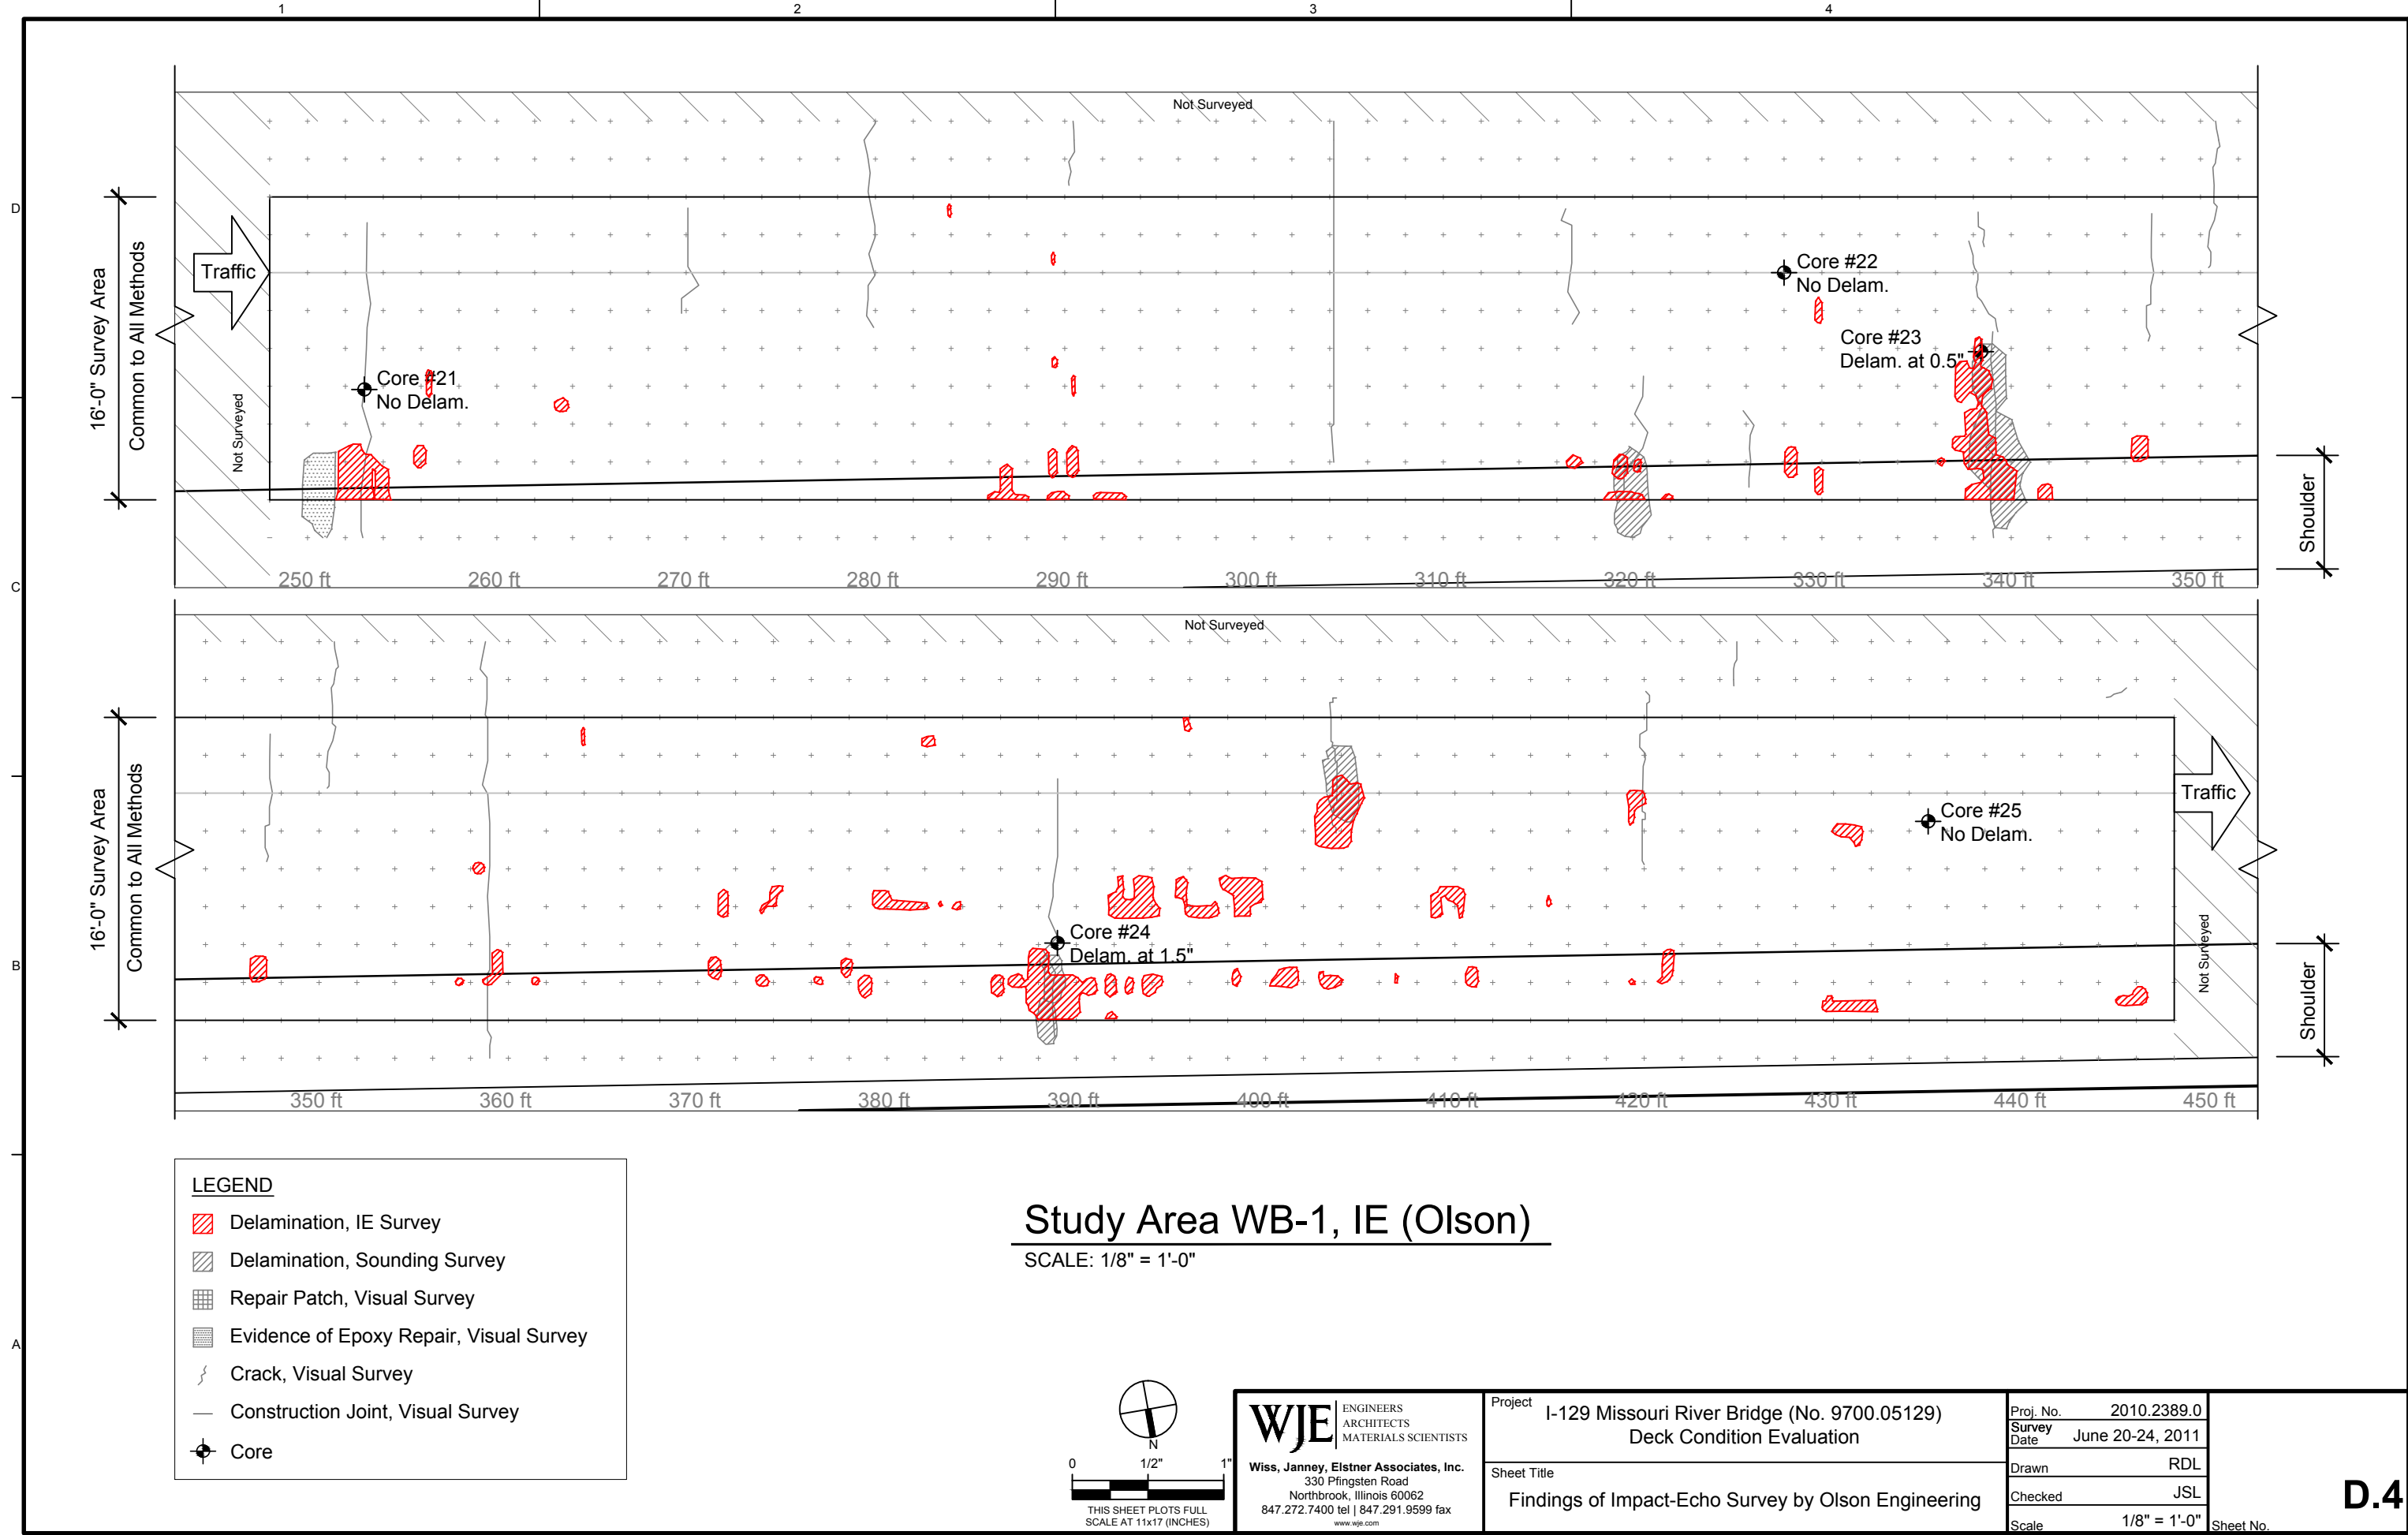 1 2 3 4
D
C
B
A
Not Surveyed
16'-0" Survey Area
Common to All Methods
Traffic
Not Surveyed
Core #21
No Delam.
Core #22
No Delam.
Core #23
Delam. at 0.5"
Shoulder
250 ft 260 ft 270 ft 280 ft 290 ft 300 ft 310 ft 320 ft 330 ft 340 ft 350 ft
Not Surveyed
16'-0" Survey Area
Common to All Methods
Core #24
Delam. at 1.5"
Core #25
No Delam.
Traffic
Not Surveyed
Shoulder
350 ft 360 ft 370 ft 380 ft 390 ft 400 ft 410 ft 420 ft 430 ft 440 ft 450 ft
LEGEND
Delamination, IE Survey
Delamination, Sounding Survey
Repair Patch, Visual Survey
Evidence of Epoxy Repair, Visual Survey
Crack, Visual Survey
Construction Joint, Visual Survey
Core
Study Area WB-1, IE (Olson)
SCALE: 1/8" = 1'-0"
N
0 1/2" 1"
THIS SHEET PLOTS FULL
SCALE AT 11x17 (INCHES)
WJE
ENGINEERS
ARCHITECTS
MATERIALS SCIENTISTS
Wiss, Janney, Elstner Associates, Inc.
330 Pfingsten Road
Northbrook, Illinois 60062
847.272.7400 tel | 847.291.9599 fax
www.wje.com
Project
I-129 Missouri River Bridge (No. 9700.05129)
Deck Condition Evaluation
Sheet Title
Findings of Impact-Echo Survey by Olson Engineering
Proj. No. 2010.2389.0
Survey
Date June 20-24, 2011
Drawn RDL
Checked JSL
Scale 1/8" = 1'-0"
Sheet No.
D.4